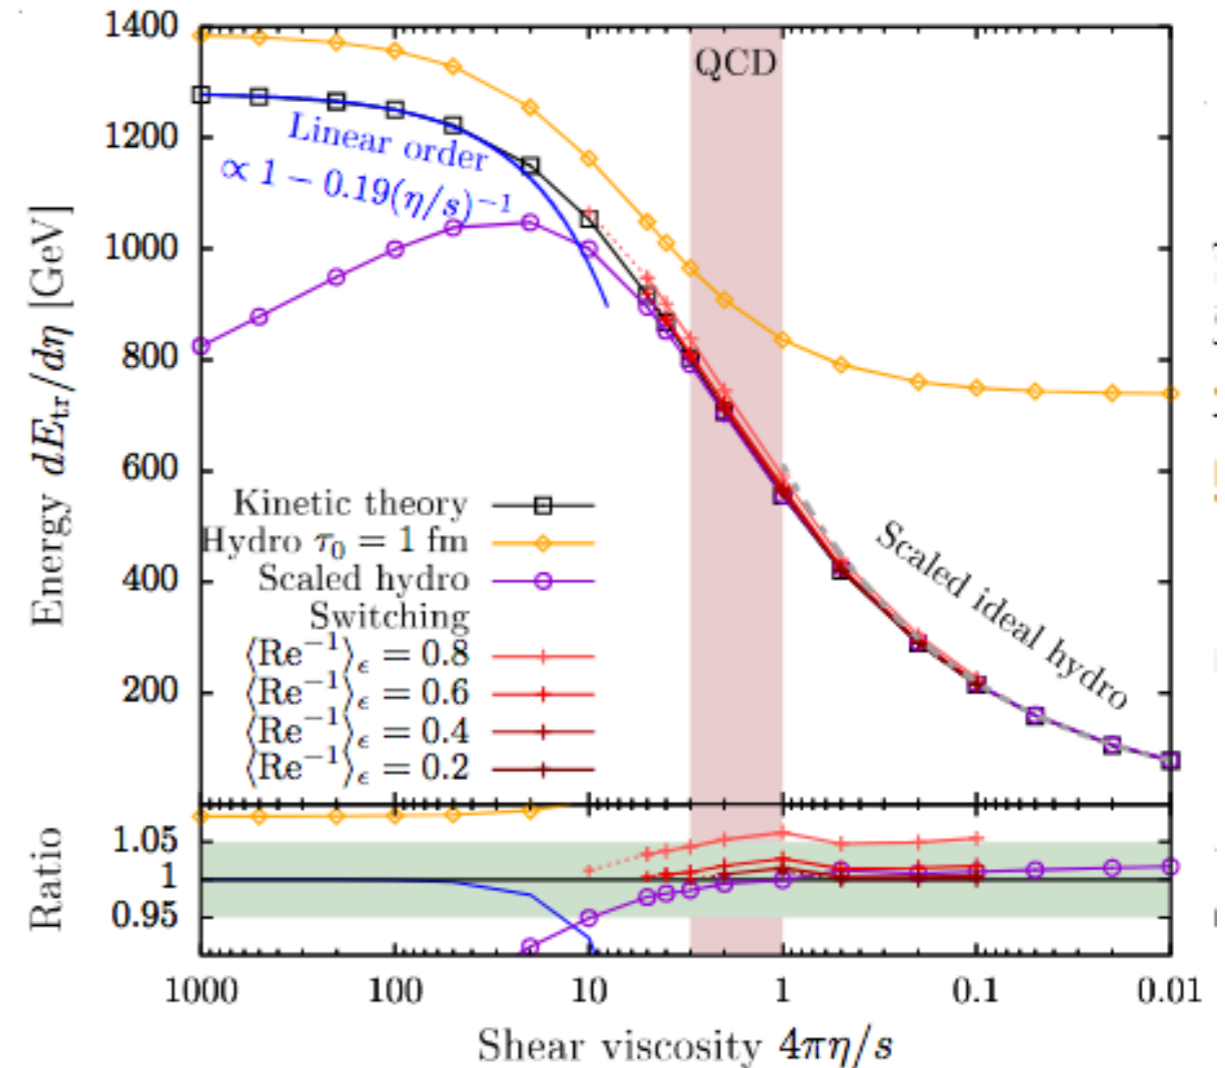 1400
1200
1000
800
600
400
200
Energy dE_tr/dη [GeV]
QCD
Linear order
∝ 1 − 0.19(η/s)⁻¹
Scaled ideal hydro
Kinetic theory
Hydro τ₀ = 1 fm
Scaled hydro
Switching
⟨Re⁻¹⟩_ϵ = 0.8
⟨Re⁻¹⟩_ϵ = 0.6
⟨Re⁻¹⟩_ϵ = 0.4
⟨Re⁻¹⟩_ϵ = 0.2
Ratio
1.05
1
0.95
1000 100 10 1 0.1 0.01
Shear viscosity 4πη/s